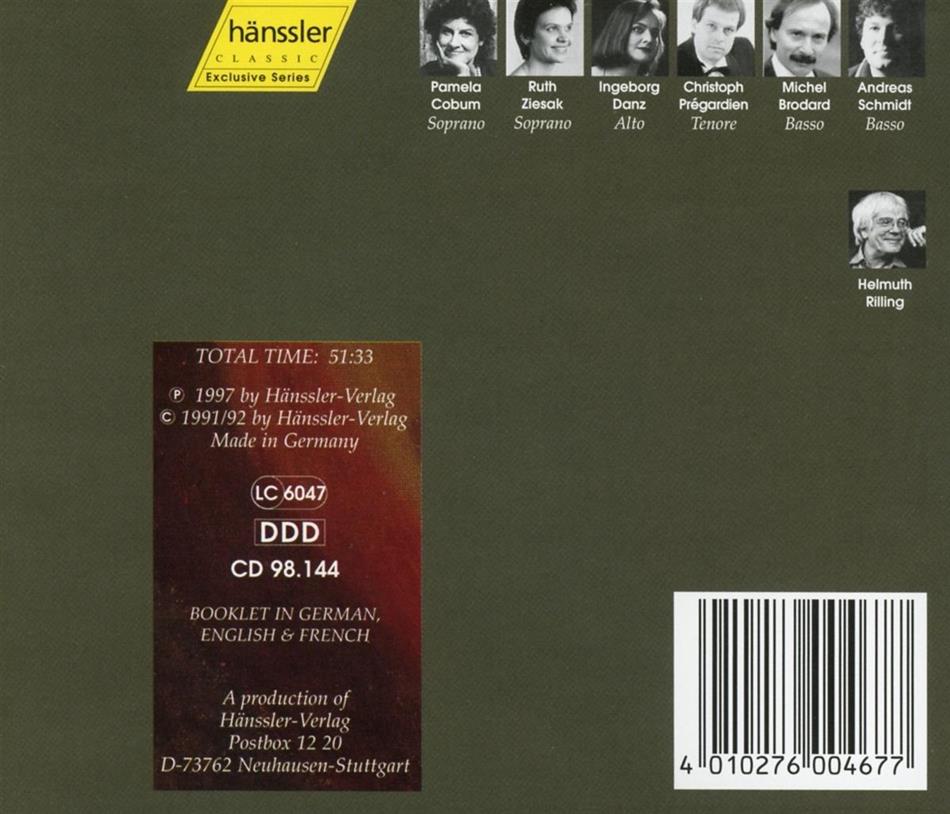 hänssler
CLASSIC
Exclusive Series
Pamela
Cobum
Soprano
Ruth
Ziesak
Soprano
Ingeborg
Danz
Alto
Christoph
Prégardien
Tenore
Michel
Brodard
Basso
Andreas
Schmidt
Basso
Helmuth
Rilling
TOTAL TIME: 51:33
Ⓟ 1997 by Hänssler-Verlag
© 1991/92 by Hänssler-Verlag
Made in Germany
LC 6047
DDD
CD 98.144
BOOKLET IN GERMAN,
ENGLISH & FRENCH
A production of
Hänssler-Verlag
Postbox 12 20
D-73762 Neuhausen-Stuttgart
4 010276 004677